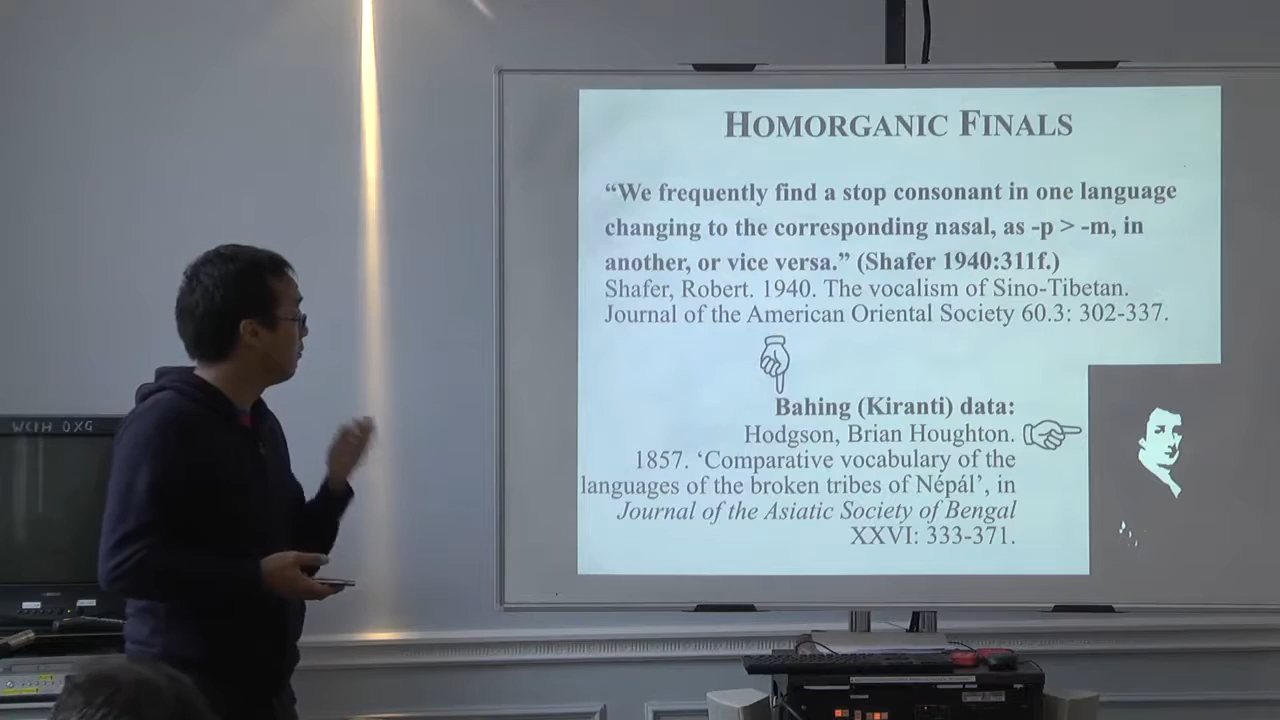 HOMORGANIC FINALS
“We frequently find a stop consonant in one language
changing to the corresponding nasal, as -p > -m, in
another, or vice versa.” (Shafer 1940:311f.)
Shafer, Robert. 1940. The vocalism of Sino-Tibetan.
Journal of the American Oriental Society 60.3: 302-337.
Bahing (Kiranti) data:
Hodgson, Brian Houghton.
1857. ‘Comparative vocabulary of the
languages of the broken tribes of Népál’, in
Journal of the Asiatic Society of Bengal
XXVI: 333-371.